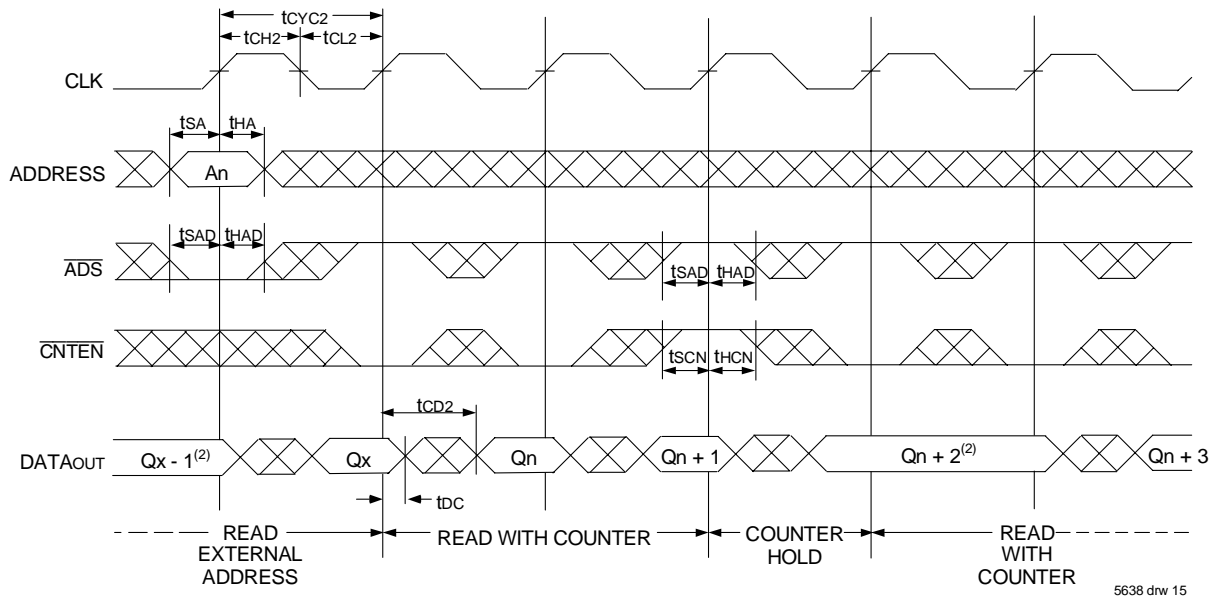 tCYC2
tCH2 tCL2
CLK
tSA tHA
ADDRESS An
tSAD tHAD
ADS
tSAD tHAD
CNTEN
tSCN tHCN
tCD2
DATAOUT Qx - 1(2) Qx Qn Qn + 1 Qn + 2(2) Qn + 3
tDC
READ EXTERNAL ADDRESS
READ WITH COUNTER
COUNTER HOLD
READ WITH COUNTER
5638 drw 15